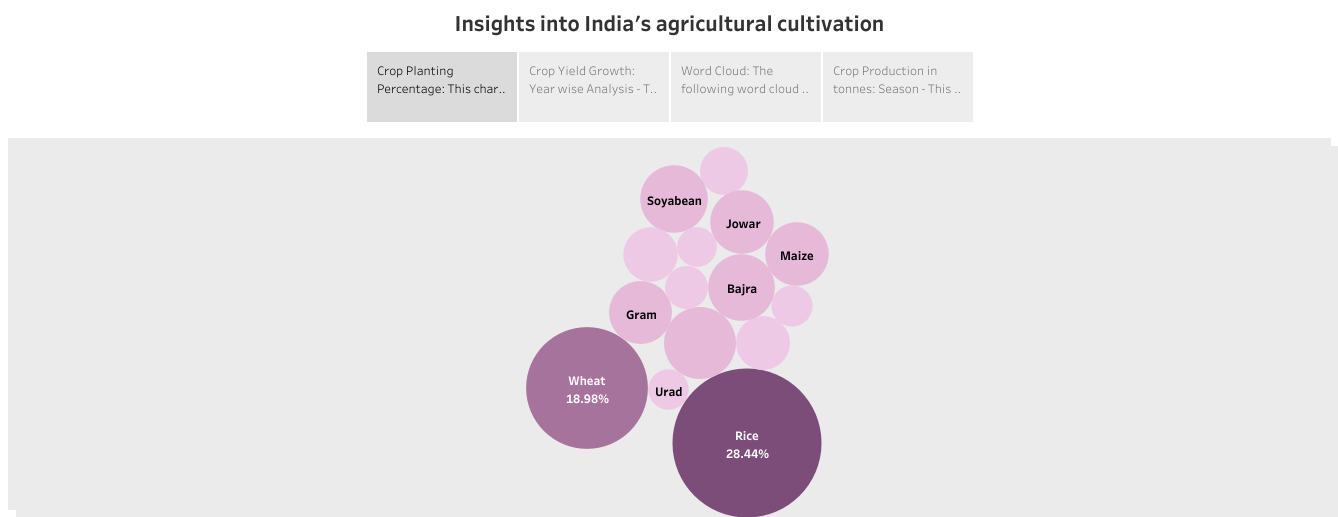 Insights into India's agricultural cultivation
Crop Planting
Percentage: This char..
Crop Yield Growth:
Year wise Analysis - T..
Word Cloud: The
following word cloud ..
Crop Production in
tonnes: Season - This ..
Soyabean
Jowar
Maize
Bajra
Gram
Wheat
18.98%
Urad
Rice
28.44%